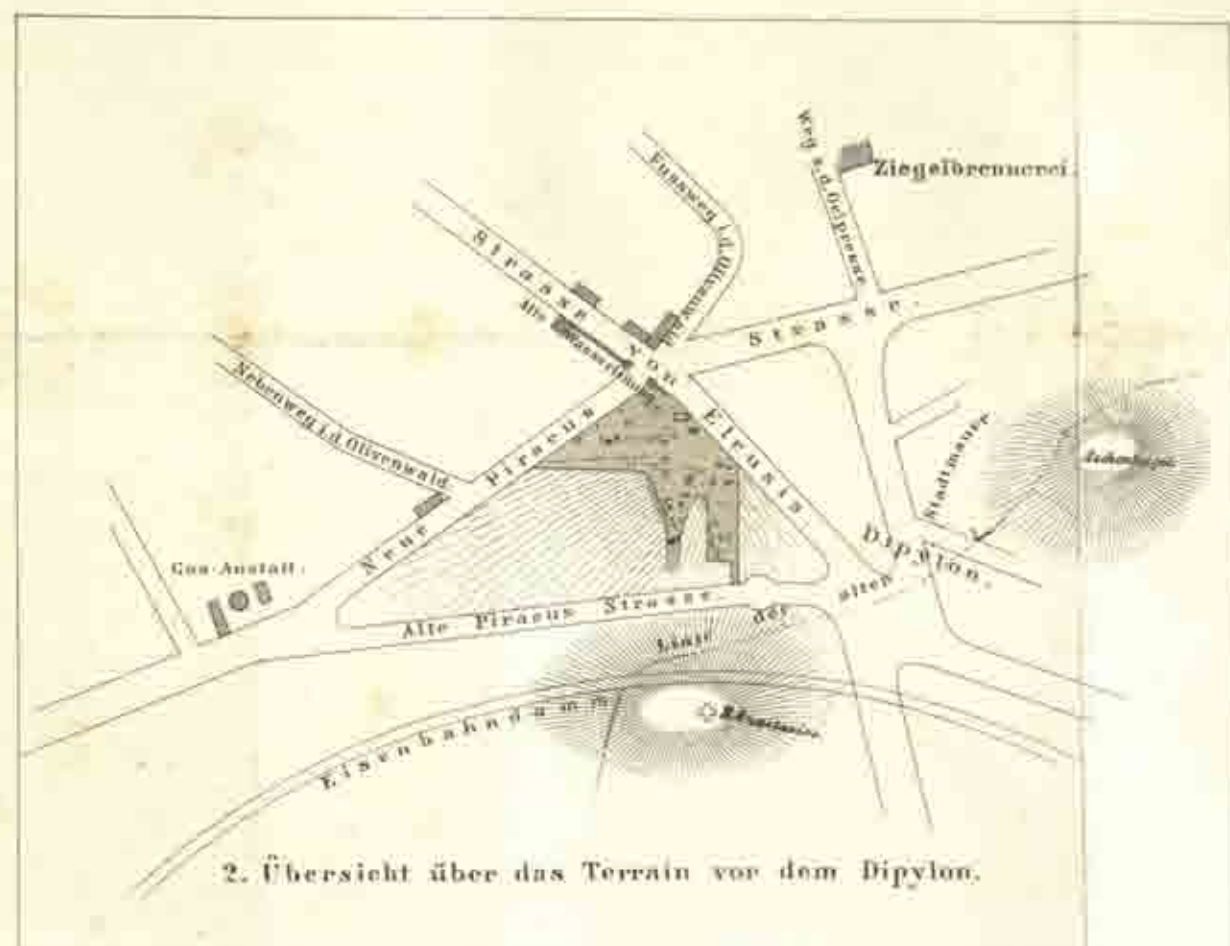 Weg z. d. Oelpresse
Ziegelbrennerei.
Fussweg i. d. Olivenwald
Strasse von Eleusis
Strasse.
Alte Wasserleitung
Nebenweg i. d. Olivenwald
Neue Piraeus
Stadtmauer
Gas-Anstalt.
Dipylon.
Alte Piraeus Strasse.
Linie der alten
Eisenbahndamm
2. Übersicht über das Terrain vor dem Dipylon.